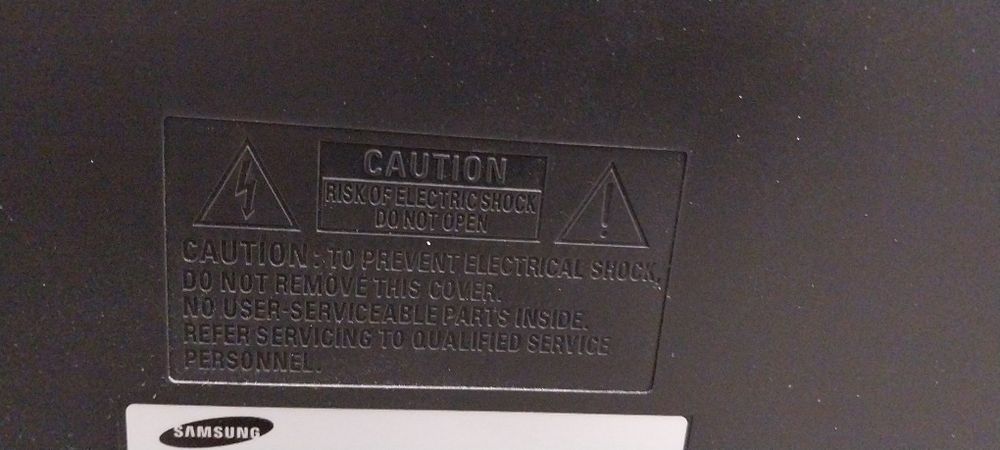 CAUTION
RISK OF ELECTRIC SHOCK
DO NOT OPEN
CAUTION: TO PREVENT ELECTRICAL SHOCK,
DO NOT REMOVE THIS COVER.
NO USER-SERVICEABLE PARTS INSIDE.
REFER SERVICING TO QUALIFIED SERVICE
PERSONNEL.
SAMSUNG